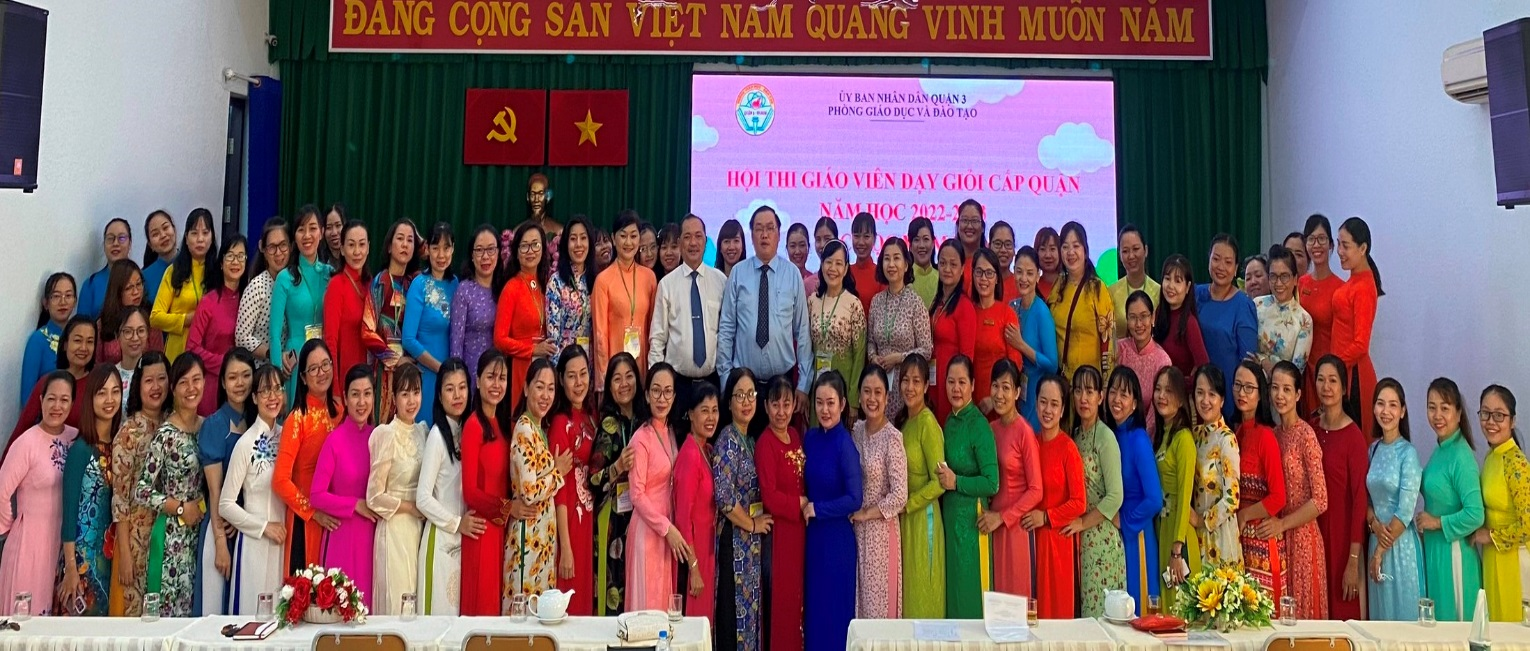 ĐẢNG CỘNG SẢN VIỆT NAM QUANG VINH MUÔN NĂM
ỦY BAN NHÂN DÂN QUẬN 3
PHÒNG GIÁO DỤC VÀ ĐÀO TẠO
HỘI THI GIÁO VIÊN DẠY GIỎI CẤP QUẬN
NĂM HỌC 2022-2023